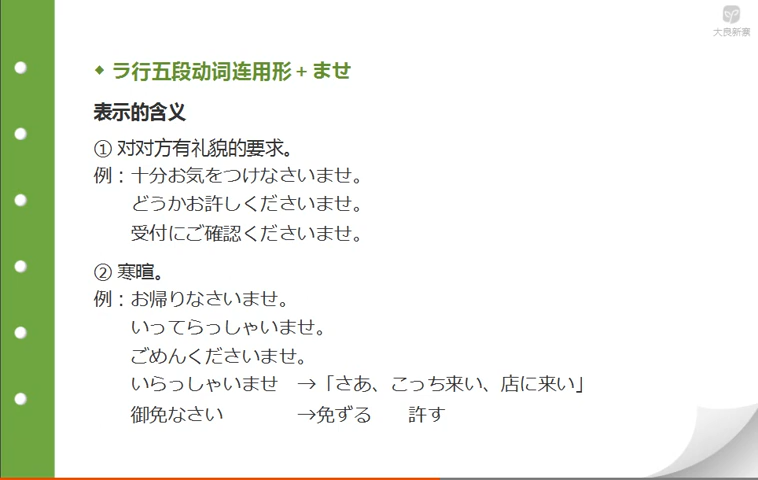 大良新寨
◆ ラ行五段动词连用形 + ませ
表示的含义
① 对对方有礼貌的要求。
例：十分お気をつけなさいませ。
どうかお許しくださいませ。
受付にご確認くださいませ。
② 寒暄。
例：お帰りなさいませ。
いってらっしゃいませ。
ごめんくださいませ。
いらっしゃいませ →「さあ、こっち来い、店に来い」
御免なさい →免ずる 許す